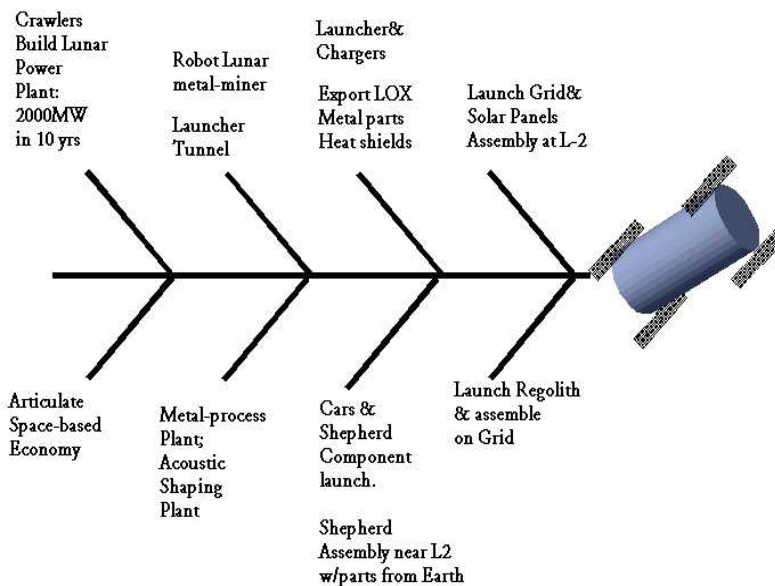 Crawlers
Build Lunar
Power
Plant:
2000MW
in 10 yrs
Robot Lunar
metal-miner
Launcher
Tunnel
Launcher&
Chargers
Export LOX
Metal parts
Heat shields
Launch Grid&
Solar Panels
Assembly at L-2
Articulate
Space-based
Economy
Metal-process
Plant;
Acoustic
Shaping
Plant
Cars &
Shepherd
Component
launch.
Shepherd
Assembly near L2
w/parts from Earth
Launch Regolith
& assemble
on Grid